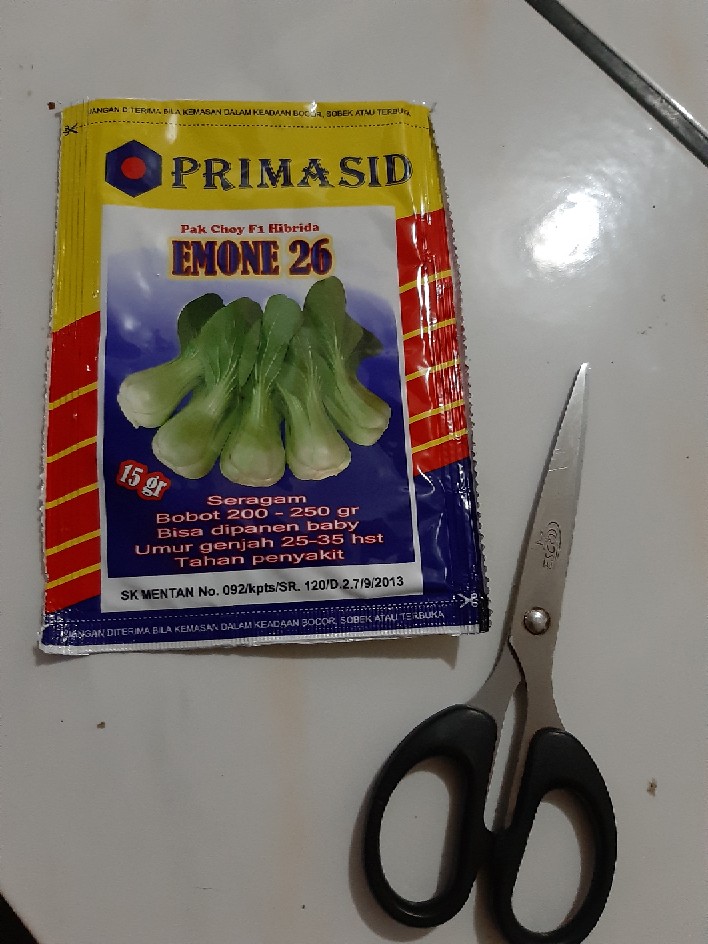 JANGAN DITERIMA BILA KEMASAN DALAM KEADAAN BOCOR, SOBEK ATAU TERBUKA
PRIMASID
Pak Choy F1 Hibrida
EMONE 26
15 gr
Seragam
Bobot 200 - 250 gr
Bisa dipanen baby
Umur genjah 25-35 hst
Tahan penyakit
SK MENTAN No. 092/kpts/SR. 120/D.2.7/9/2013
JANGAN DITERIMA BILA KEMASAN DALAM KEADAAN BOCOR, SOBEK ATAU TERBUKA